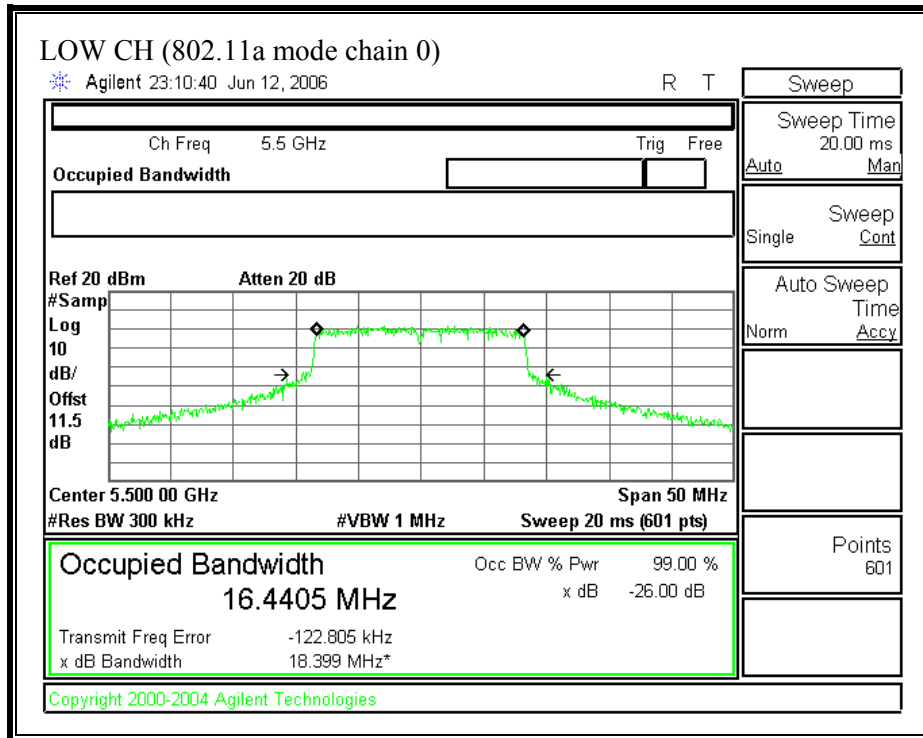 LOW CH (802.11a mode chain 0)
Agilent 23:10:40 Jun 12, 2006 R T
Ch Freq 5.5 GHz Trig Free
Occupied Bandwidth
Ref 20 dBm Atten 20 dB
#Samp
Log
10
dB/
Offst
11.5
dB
Center 5.500 00 GHz Span 50 MHz
#Res BW 300 kHz #VBW 1 MHz Sweep 20 ms (601 pts)
Occupied Bandwidth
16.4405 MHz
Occ BW % Pwr 99.00 %
x dB -26.00 dB
Transmit Freq Error -122.805 kHz
x dB Bandwidth 18.399 MHz*
Copyright 2000-2004 Agilent Technologies
Sweep
Sweep Time
20.00 ms
Auto Man
Sweep
Single Cont
Auto Sweep
Time
Norm Accy
Points
601